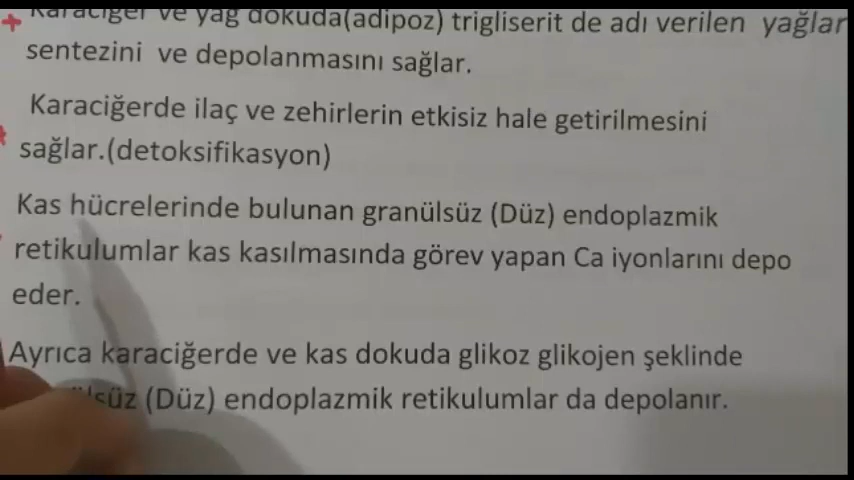 Karaciğer ve yağ dokuda(adipoz) trigliserit de adı verilen yağlar
sentezini ve depolanmasını sağlar.
Karaciğerde ilaç ve zehirlerin etkisiz hale getirilmesini
sağlar.(detoksifikasyon)
Kas hücrelerinde bulunan granülsüz (Düz) endoplazmik
retikulumlar kas kasılmasında görev yapan Ca iyonlarını depo
eder.
Ayrıca karaciğerde ve kas dokuda glikoz glikojen şeklinde
(Düz) endoplazmik retikulumlar da depolanır.